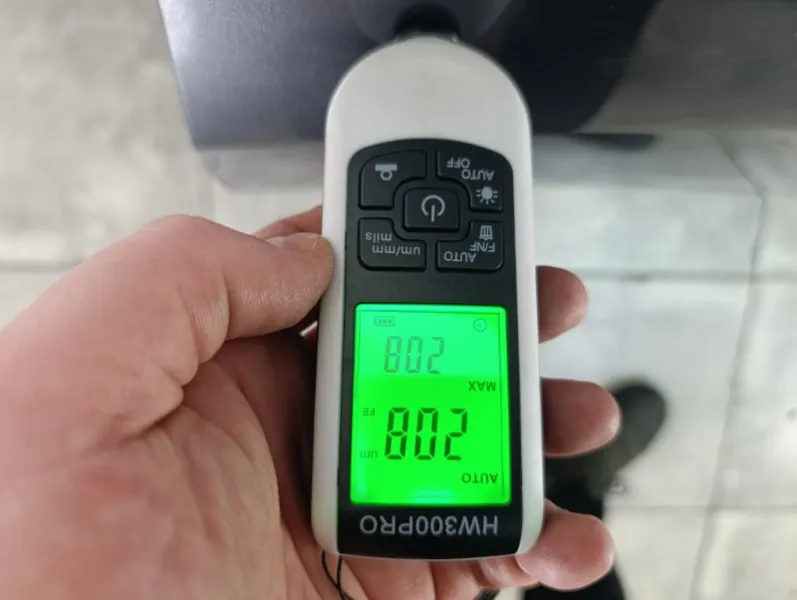 HW300PRO
AUTO
208 um
FE
MAX
208
AUTO F/NF
um/mm
mils
AUTO
OFF